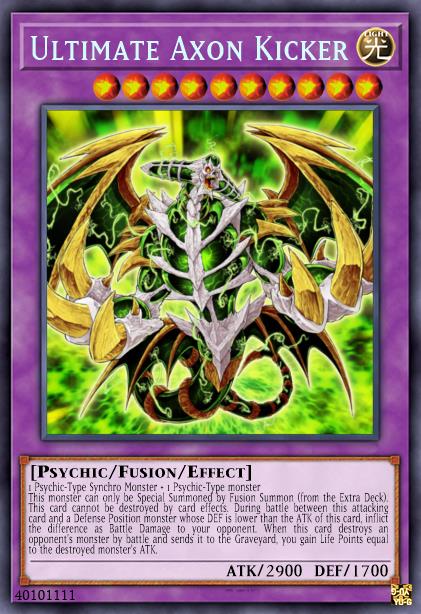 ULTIMATE AXON KICKER
LIGHT
光
[PSYCHIC/FUSION/EFFECT]
1 Psychic-Type Synchro Monster + 1 Psychic-Type monster
This monster can only be Special Summoned by Fusion Summon (from the Extra Deck).
This card cannot be destroyed by card effects. During battle between this attacking
card and a Defense Position monster whose DEF is lower than the ATK of this card, inflict
the difference as Battle Damage to your opponent. When this card destroys an
opponent's monster by battle and sends it to the Graveyard, you gain Life Points equal
to the destroyed monster's ATK.
ATK/2900 DEF/1700
40101111